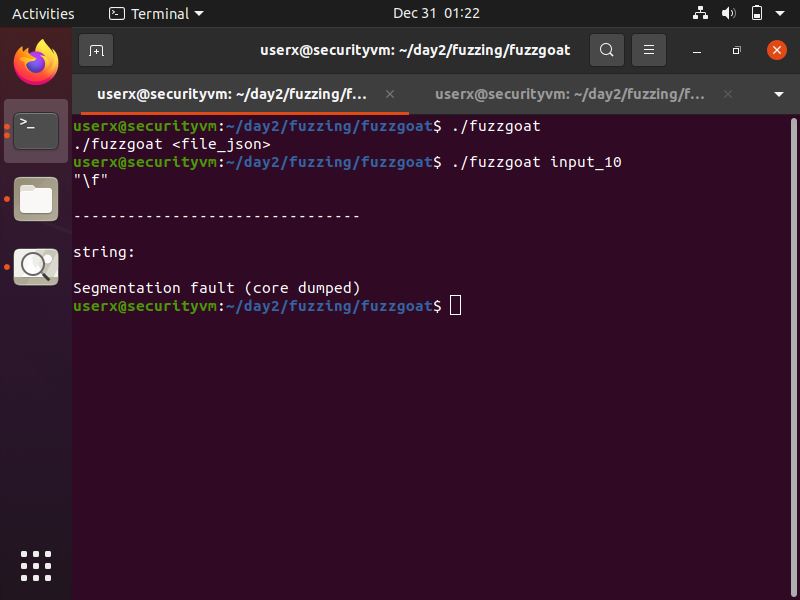 Activities Terminal Dec 31 01:22
userx@securityvm: ~/day2/fuzzing/fuzzgoat
userx@securityvm: ~/day2/fuzzing/f... userx@securityvm: ~/day2/fuzzing/f...
userx@securityvm:~/day2/fuzzing/fuzzgoat$ ./fuzzgoat
./fuzzgoat <file_json>
userx@securityvm:~/day2/fuzzing/fuzzgoat$ ./fuzzgoat input_10
"\f"
--------------------------------
string:
Segmentation fault (core dumped)
userx@securityvm:~/day2/fuzzing/fuzzgoat$